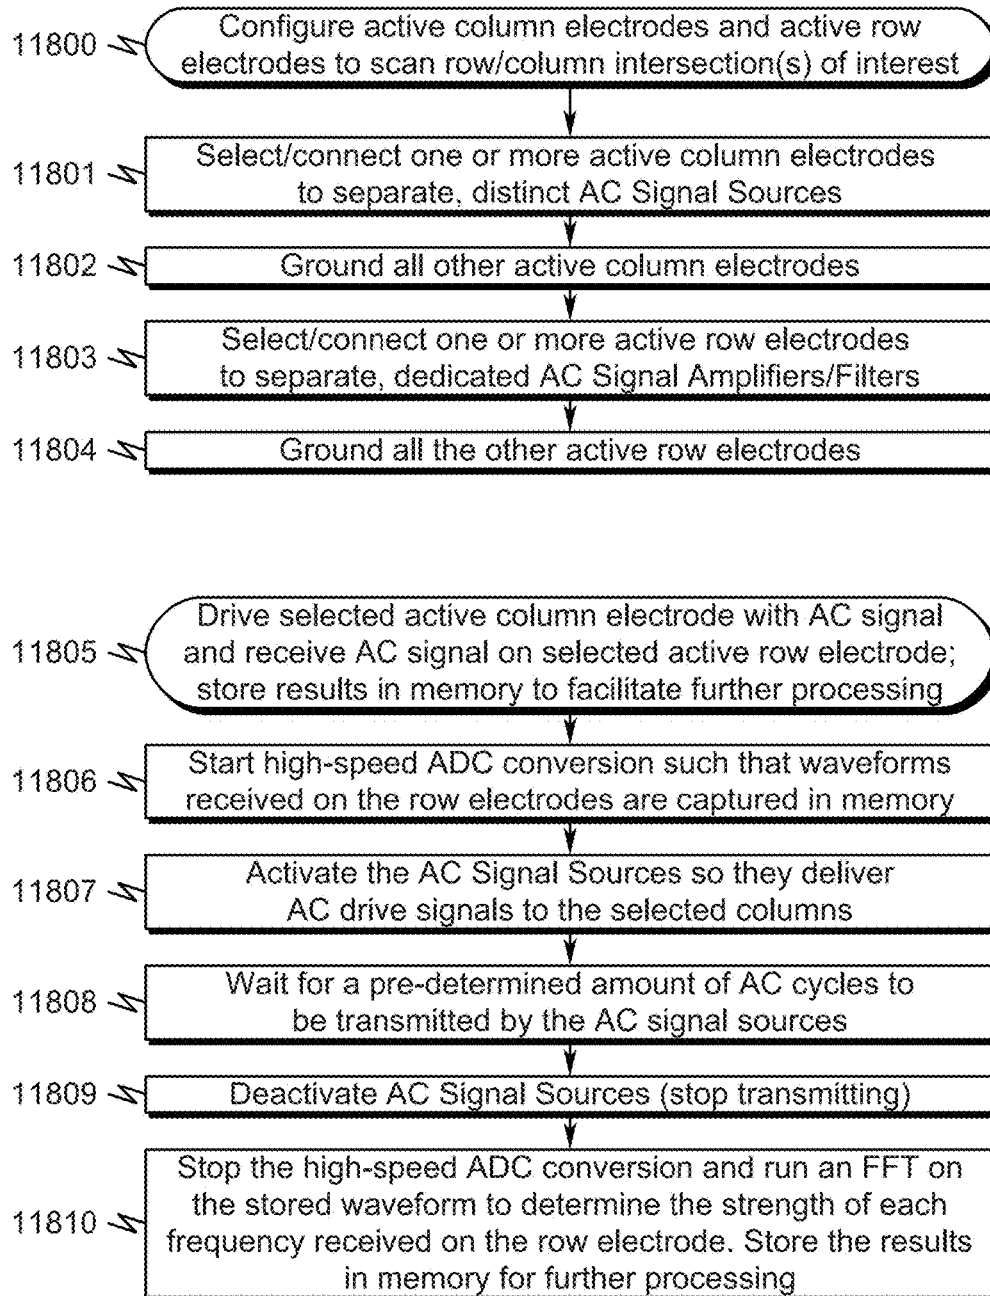 11800
Configure active column electrodes and active row
electrodes to scan row/column intersection(s) of interest
11801
Select/connect one or more active column electrodes
to separate, distinct AC Signal Sources
11802
Ground all other active column electrodes
11803
Select/connect one or more active row electrodes
to separate, dedicated AC Signal Amplifiers/Filters
11804
Ground all the other active row electrodes
11805
Drive selected active column electrode with AC signal
and receive AC signal on selected active row electrode;
store results in memory to facilitate further processing
11806
Start high-speed ADC conversion such that waveforms
received on the row electrodes are captured in memory
11807
Activate the AC Signal Sources so they deliver
AC drive signals to the selected columns
11808
Wait for a pre-determined amount of AC cycles to
be transmitted by the AC signal sources
11809
Deactivate AC Signal Sources (stop transmitting)
11810
Stop the high-speed ADC conversion and run an FFT on
the stored waveform to determine the strength of each
frequency received on the row electrode. Store the results
in memory for further processing